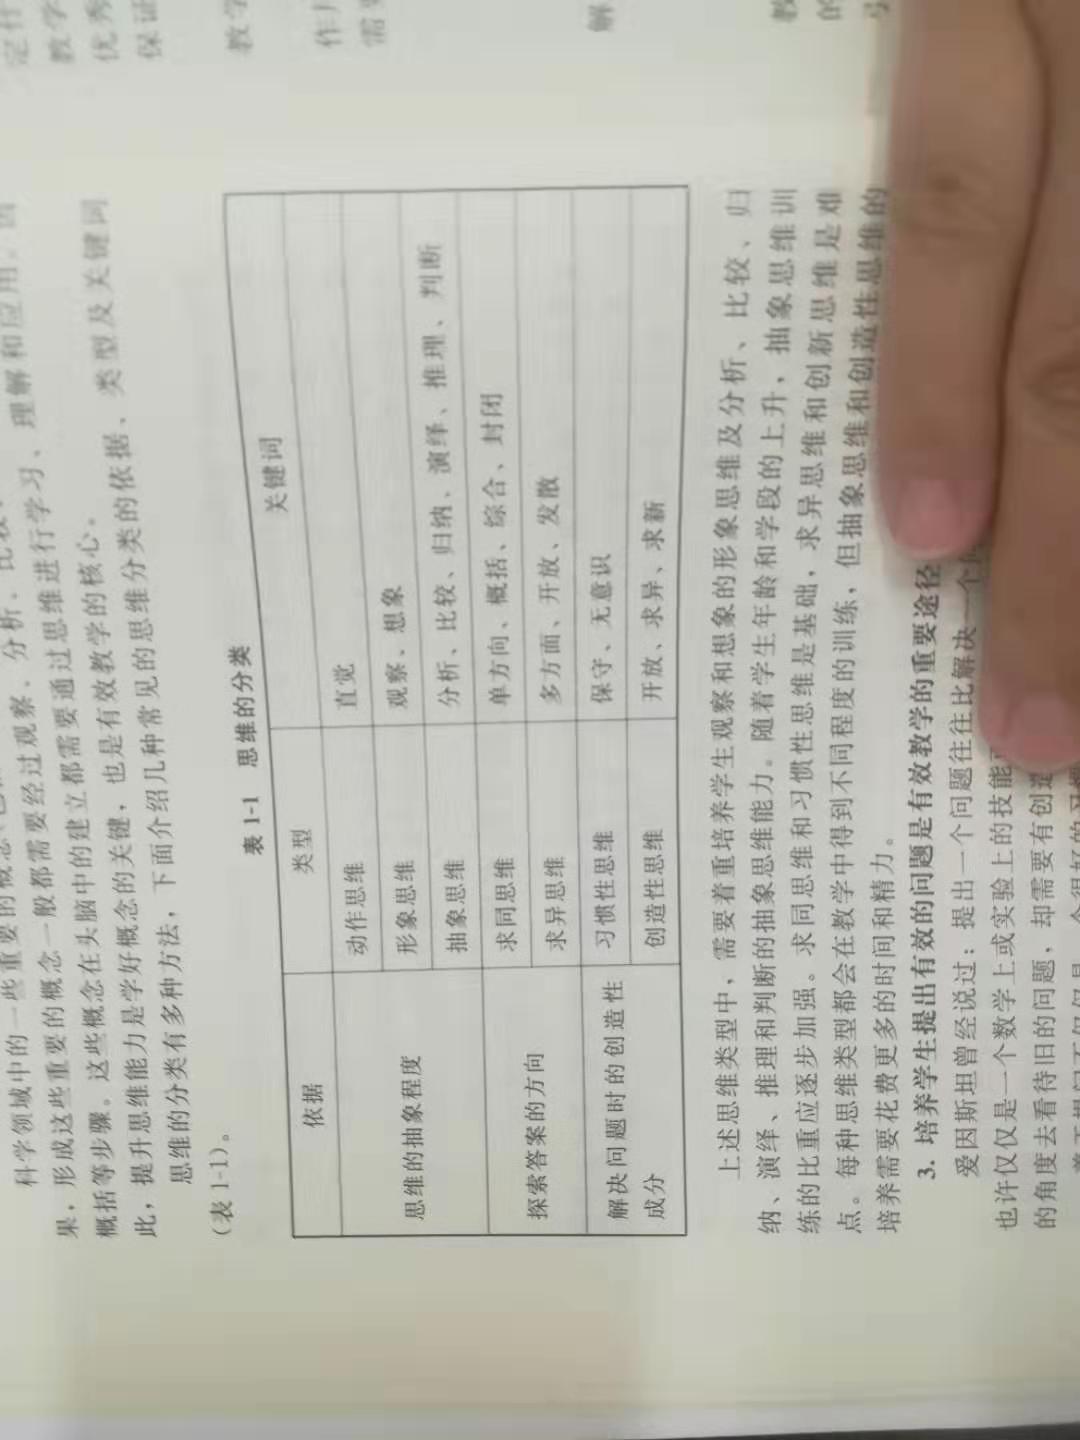 科学领域中的一些重要的概念
果，形成这些重要的概念一般都需要经过观察、分析、比较、
概括等步骤。这些概念在头脑中的建立都需要通过思维进行学习、理解和应用。因
此，提升思维能力是学好概念的关键，也是有效教学的核心。
思维的分类有多种方法，下面介绍几种常见的思维分类的依据、类型及关键词
（表 1-1）。
表 1-1 思维的分类
依据 类型 关键词
思维的抽象程度
动作思维 直觉
形象思维 观察、想象
抽象思维 分析、比较、归纳、演绎、推理、判断
探索答案的方向
求同思维 单方向、概括、综合、封闭
求异思维 多方面、开放、发散
解决问题时的创造性
成分
习惯性思维 保守、无意识
创造性思维 开放、求异、求新
上述思维类型中，需要着重培养学生观察和想象的形象思维及分析、比较、归
纳、演绎、推理和判断的抽象思维能力。随着学生年龄和学段的上升，抽象思维训
练的比重应逐步加强。求同思维和习惯性思维是基础，求异思维和创新思维是难
点。每种思维类型都会在教学中得到不同程度的训练，但抽象思维和创造性思维的
培养需要花费更多的时间和精力。
3. 培养学生提出有效的问题是有效教学的重要途径
爱因斯坦曾经说过：提出一个问题往往比解决一个
也许仅仅是一个数学上或实验上的技能
的角度去看待旧的问题，却需要有创造
教学
优秀
保证
教学
需要
解
的